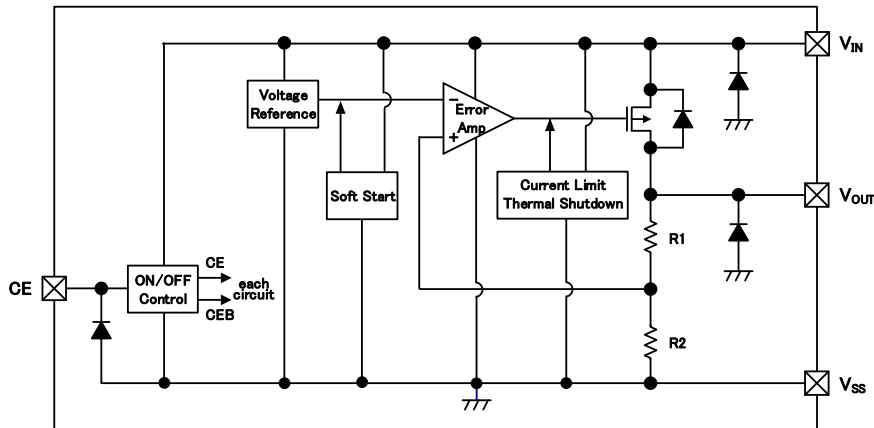 VIN
Voltage
Reference
−
Error
Amp
+
Soft Start
Current Limit
Thermal Shutdown
VOUT
R1
CE
ON/OFF
Control
CE
CEB
each
circuit
R2
VSS